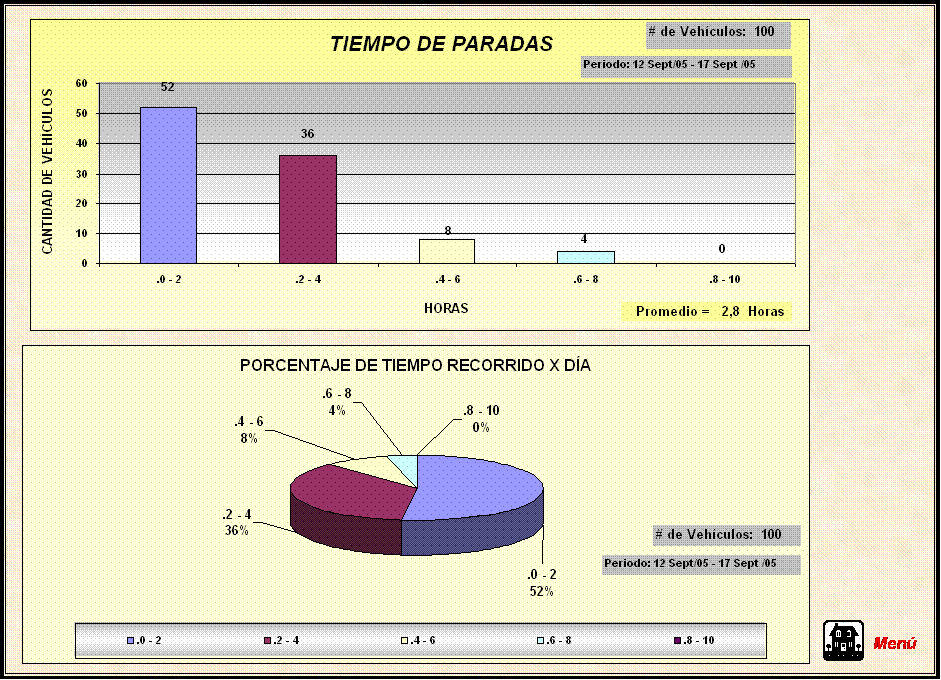 TIEMPO DE PARADAS
# de Vehículos: 100
Periodo: 12 Sept/05 - 17 Sept /05
CANTIDAD DE VEHÍCULOS
60
50
40
30
20
10
0
52
36
8
4
0
.0 - 2
.2 - 4
.4 - 6
.6 - 8
.8 - 10
HORAS
Promedio = 2,8 Horas
PORCENTAJE DE TIEMPO RECORRIDO X DÍA
.6 - 8
4%
.8 - 10
0%
.4 - 6
8%
.2 - 4
36%
.0 - 2
52%
# de Vehículos: 100
Periodo: 12 Sept/05 - 17 Sept /05
.0 - 2
.2 - 4
.4 - 6
.6 - 8
.8 - 10
Menú